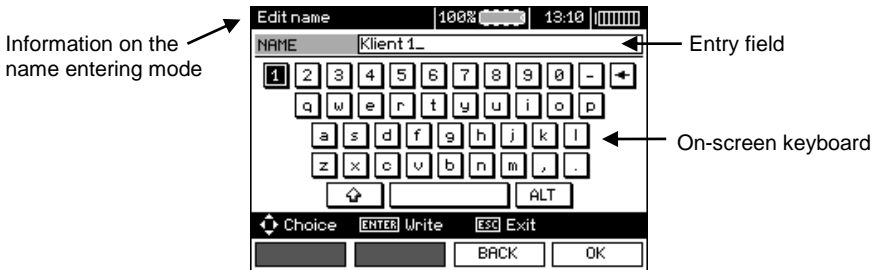 Edit name 100% 13:10
Information on the
name entering mode
NAME Klient 1_
Entry field
1 2 3 4 5 6 7 8 9 0 - ←
q w e r t y u i o p
a s d f g h j k l
On-screen keyboard
z x c v b n m , .
ALT
Choice ENTER Write ESC Exit
BACK OK